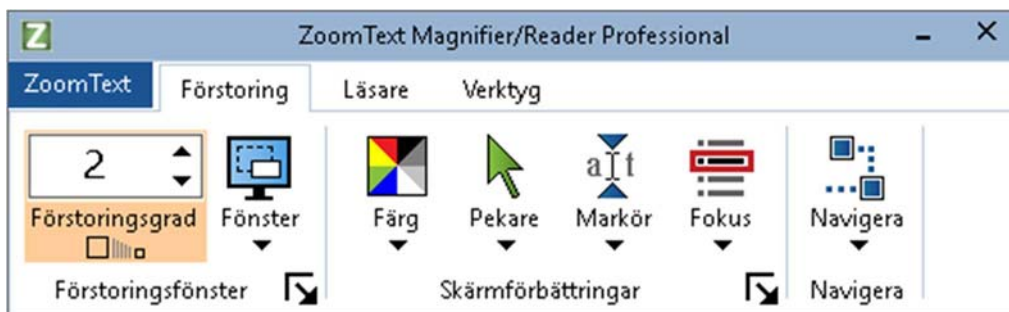 Z ZoomText Magnifier/Reader Professional
ZoomText Förstoring Läsare Verktyg
2
aIt
Förstoringsgrad Fönster Färg Pekare Markör Fokus Navigera
Förstoringsfönster Skärmförbättringar Navigera